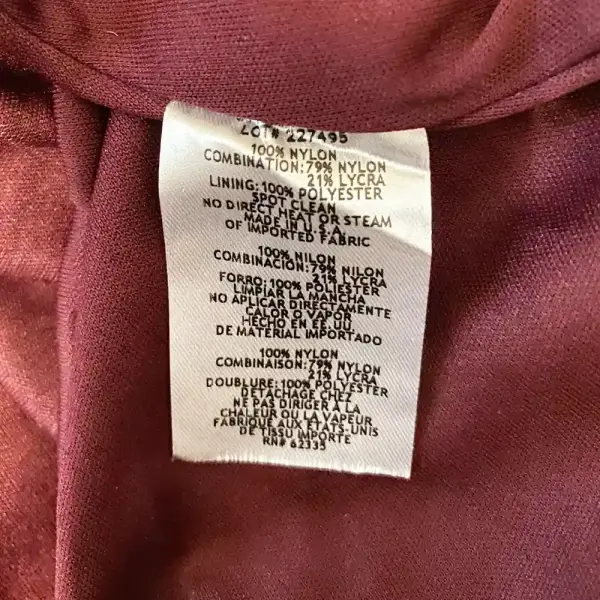 LOT# 227495
100% NYLON
COMBINATION: 79% NYLON
21% LYCRA
LINING: 100% POLYESTER
SPOT CLEAN
NO DIRECT HEAT OR STEAM
MADE IN U.S.A.
OF IMPORTED FABRIC
100% NILON
COMBINACION: 79% NILON
21% LYCRA
FORRO: 100% POLIESTER
LIMPIAR LA MANCHA
NO APLICAR DIRECTAMENTE
CALOR O VAPOR
HECHO EN EE.UU.
DE MATERIAL IMPORTADO
100% NYLON
COMBINAISON: 79% NYLON
21% LYCRA
DOUBLURE: 100% POLYESTER
DETACHAGE CHEZ
NE PAS DIRIGER A LA
CHALEUR OU LA VAPEUR
FABRIQUE AUX ETATS-UNIS
DE TISSU IMPORTE
RN# 62335